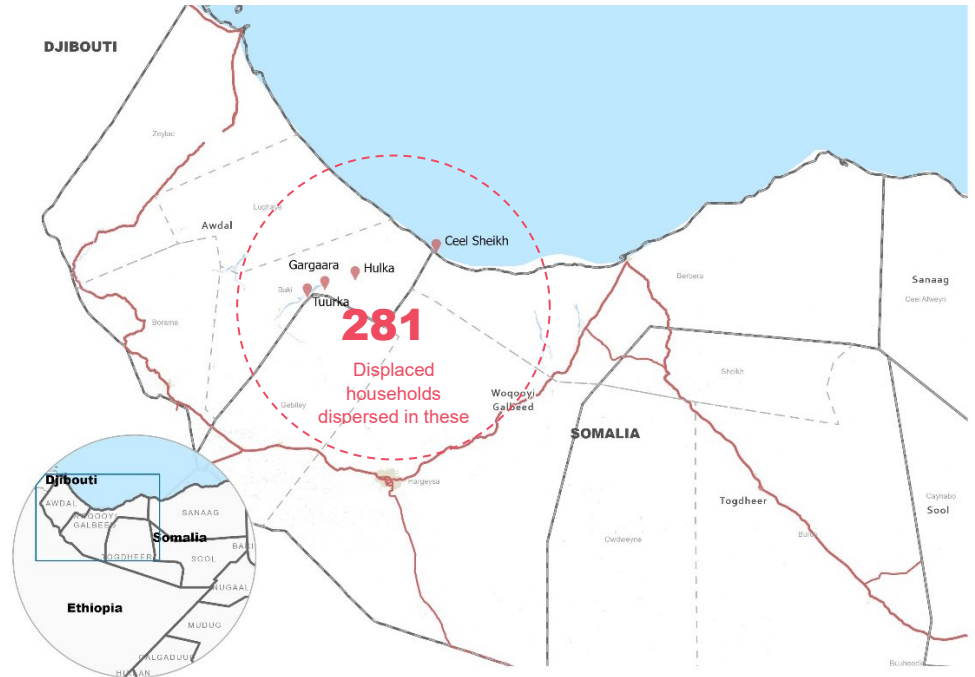 DJIBOUTI
Zeylac
Lughaye
Awdal
Ceel Sheikh
Gargaara
Hulka
Baki
Tuurka
281
Displaced
households
dispersed in these
Borama
Gebiley
Woqooyi
Galbeed
Hargeysa
Berbera
Sanaag
Ceel Afweyn
Sheikh
SOMALIA
Togdheer
Caynabo
Sool
Owdweyne
Burco
Buuhoodle
Djibouti
AWDAL
WOQOOYI
GALBEED
SANAAG
Somalia
TOGDHEER
SOOL
BARI
NUGAAL
Ethiopia
MUDUG
GALGADUUD
HIRAAN